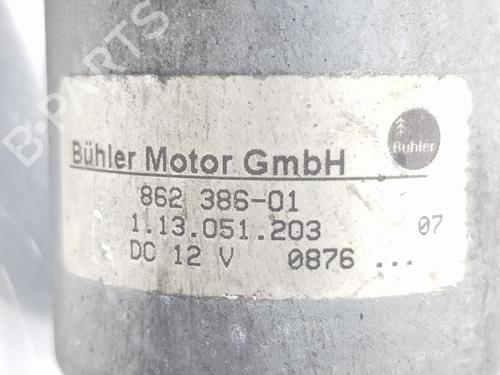 B-PARTS
Bühler Motor GmbH
Bühler
862 386-01
1.13.051.203 07
DC 12 V 0876 ...